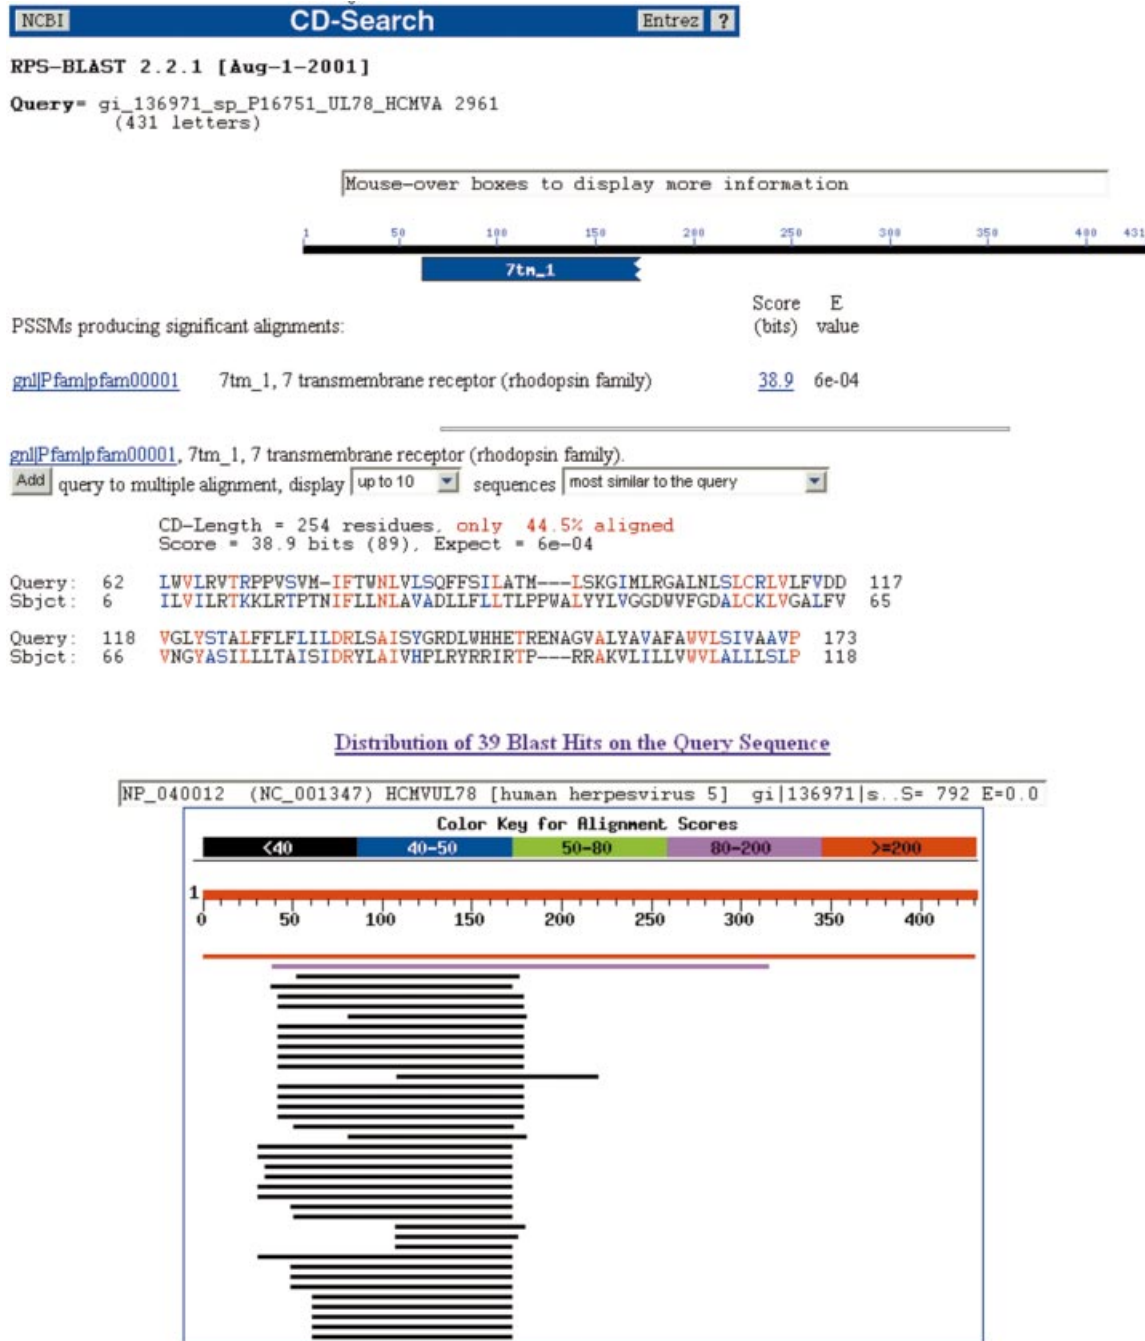 NCBI CD-Search Entrez ?
RPS-BLAST 2.2.1 [Aug-1-2001]
Query= gi_136971_sp_P16751_UL78_HCMVA 2961
(431 letters)
Mouse-over boxes to display more information
1 50 100 150 200 250 300 350 400 431
7tm_1
Score E
PSSMs producing significant alignments: (bits) value
gnl|Pfam|pfam00001 7tm_1, 7 transmembrane receptor (rhodopsin family) 38.9 6e-04
gnl|Pfam|pfam00001, 7tm_1, 7 transmembrane receptor (rhodopsin family).
Add query to multiple alignment, display up to 10 sequences most similar to the query
CD-Length = 254 residues, only 44.5% aligned
Score = 38.9 bits (89), Expect = 6e-04
Query: 62 LWVLRVTRPPVSVM-IFTWNLVLSQFFSILATM---LSKGIMLRGALNLSLCRLVLFVDD 117
Sbjct: 6 ILVILRTKKLRTPTNIFLLNLAVADLLFLLTLPPWALYYLVGGDWVFGDALCKLVGALFV 65
Query: 118 VGLYSTALFFLFLILDRLSAISYGRDLWHHETRENAGVALYAVAFAWVLSIVAAVP 173
Sbjct: 66 VNGYASILLLTAISIDRYLAIVHPLRYRRIRTP---RRAKVLILLVWVLALLLSLP 118
Distribution of 39 Blast Hits on the Query Sequence
NP_040012 (NC_001347) HCMVUL78 [human herpesvirus 5] gi|136971|s..S= 792 E=0.0
Color Key for Alignment Scores
<40 40-50 50-80 80-200 >=200
1
0 50 100 150 200 250 300 350 400